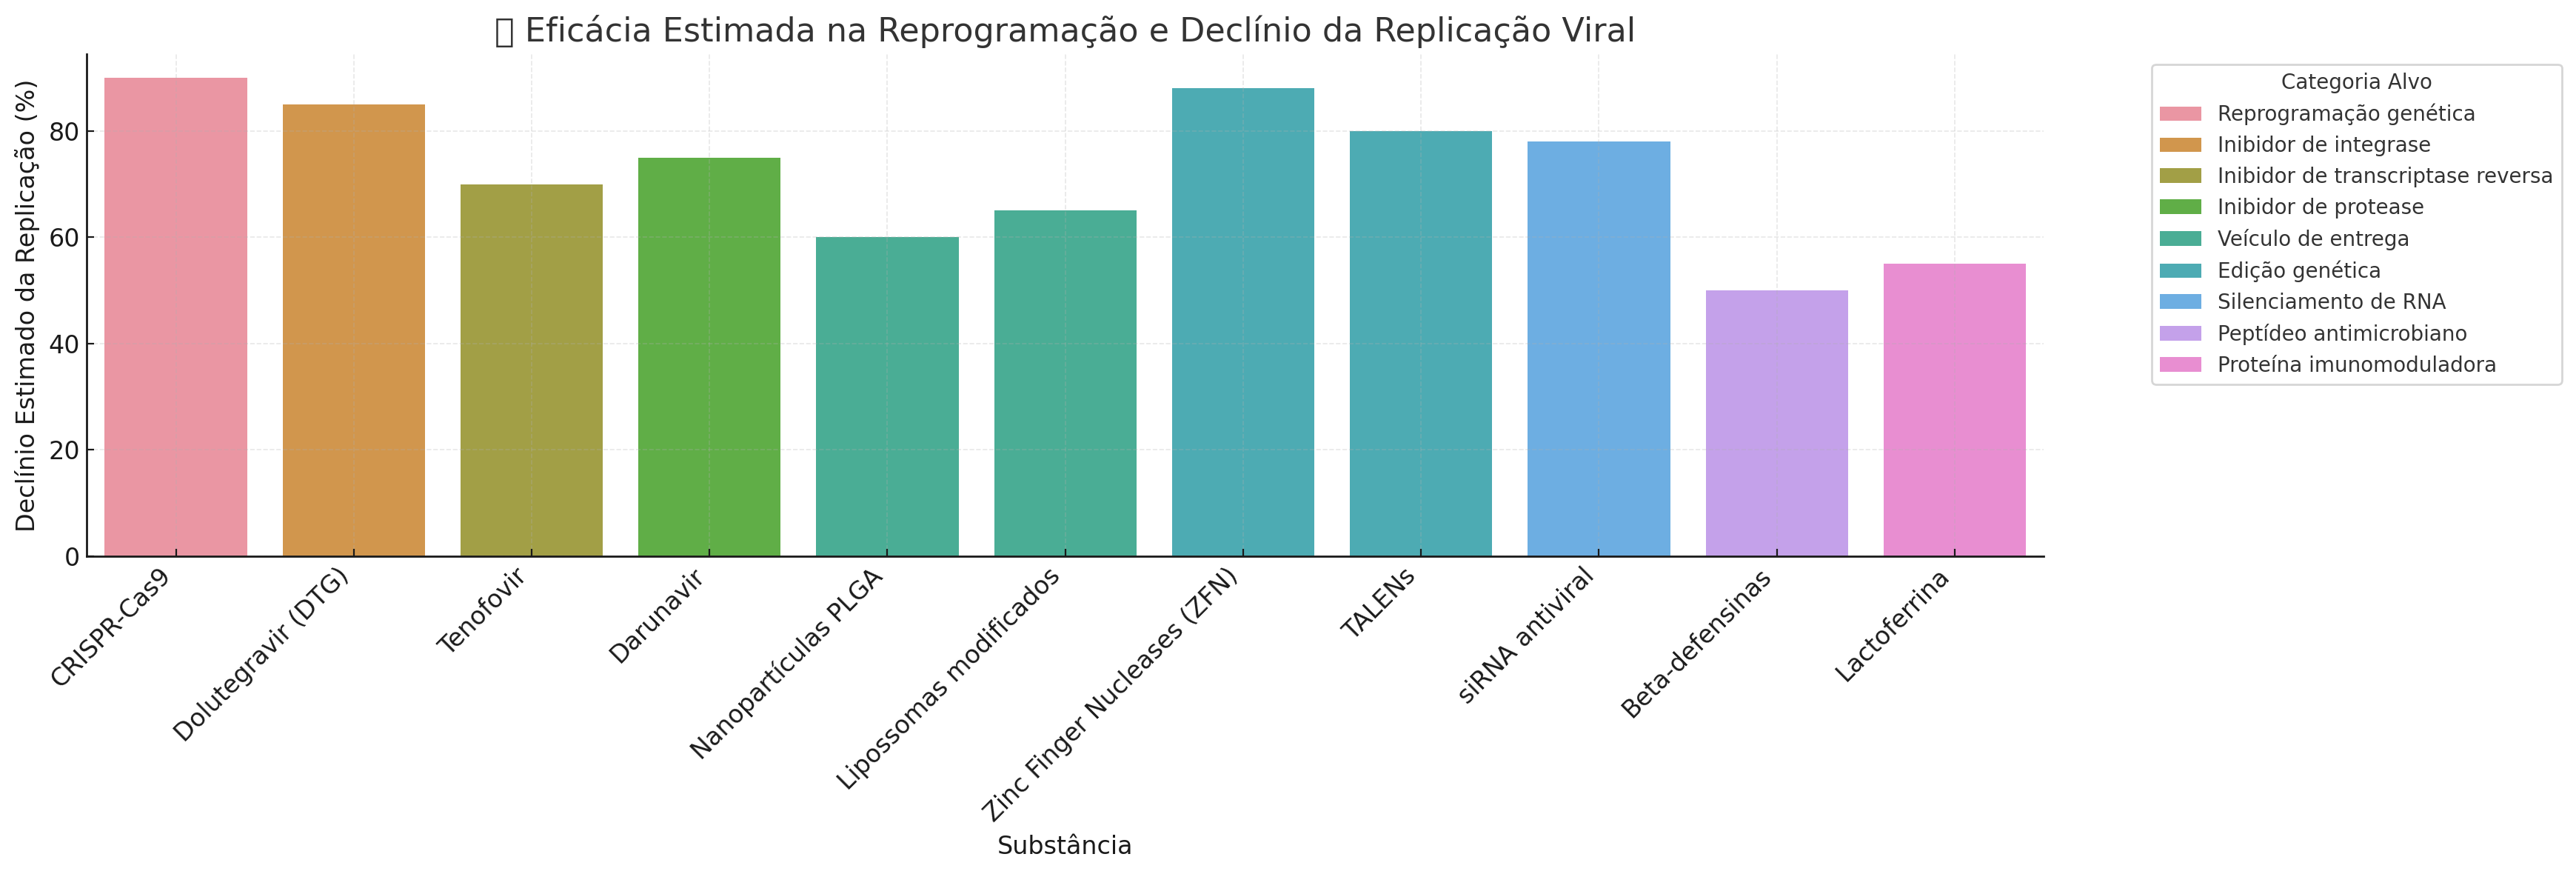 Eficácia Estimada na Reprogramação e Declínio da Replicação Viral
Declínio Estimado da Replicação (%)
80
60
40
20
0
CRISPR-Cas9
Dolutegravir (DTG)
Tenofovir
Darunavir
Nanopartículas PLGA
Lipossomas modificados
Zinc Finger Nucleases (ZFN)
TALENs
siRNA antiviral
Beta-defensinas
Lactoferrina
Substância
Categoria Alvo
Reprogramação genética
Inibidor de integrase
Inibidor de transcriptase reversa
Inibidor de protease
Veículo de entrega
Edição genética
Silenciamento de RNA
Peptídeo antimicrobiano
Proteína imunomoduladora